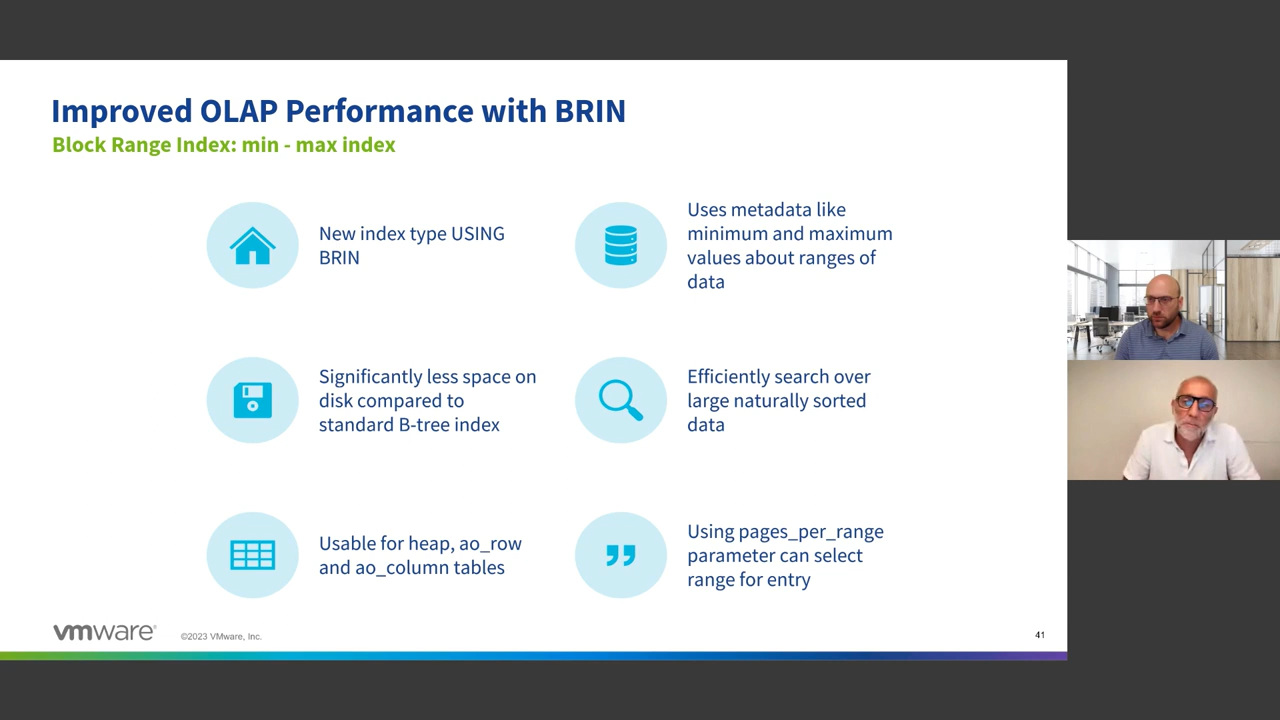 Improved OLAP Performance with BRIN
Block Range Index: min - max index
New index type USING
BRIN
Uses metadata like
minimum and maximum
values about ranges of
data
Significantly less space on
disk compared to
standard B-tree index
Efficiently search over
large naturally sorted
data
Usable for heap, ao_row
and ao_column tables
Using pages_per_range
parameter can select
range for entry
vmware®
©2023 VMware, Inc.
41